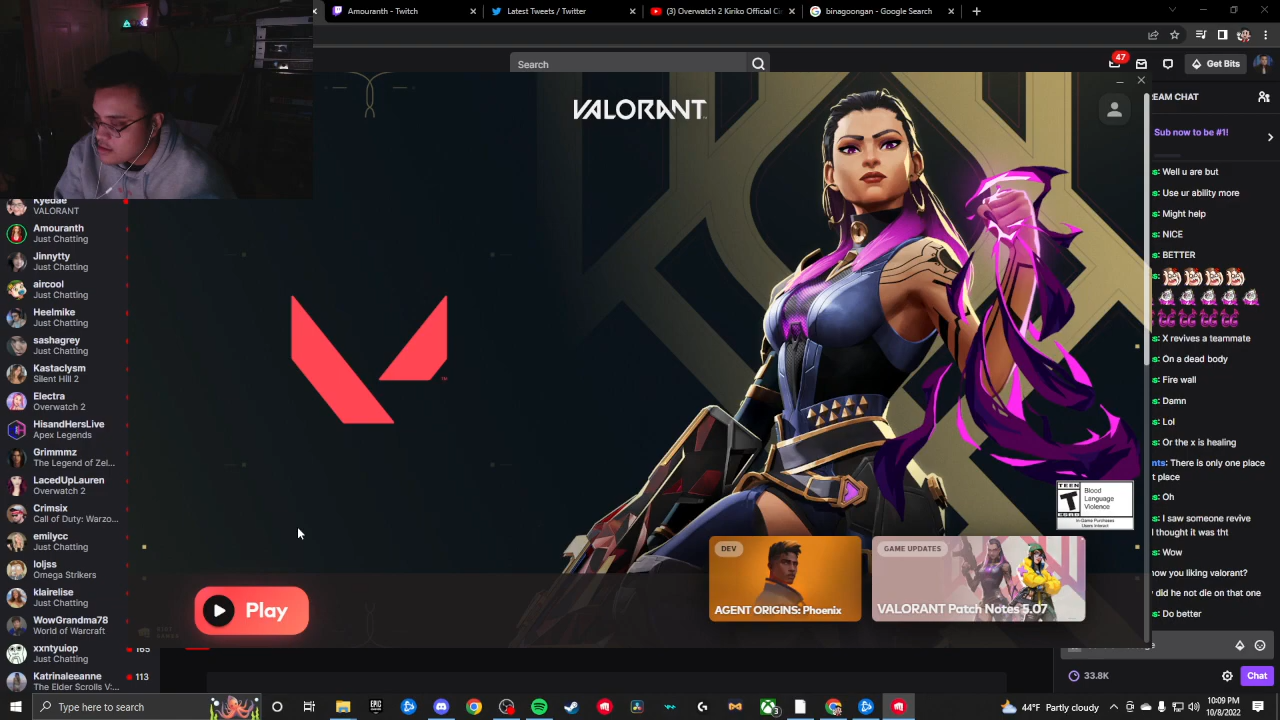 Amouranth - Twitch
Latest Tweets / Twitter
(3) Overwatch 2 Kiriko Official Ci
binagoongan - Google Search
Search
47
Get Bits
VALORANT
EAM CHAT
Sub now to be #1!
Kyedae
VALORANT
Amouranth
Just Chatting
Jinnytty
Just Chatting
aircool
Just Chatting
Heelmike
Just Chatting
sashagrey
Just Chatting
Kastaclysm
Silent Hill 2
Electra
Overwatch 2
HisandHersLive
Apex Legends
Grimmmz
The Legend of Zel...
LacedUpLauren
Overwatch 2
Crimsix
Call of Duty: Warzo...
emilycc
Just Chatting
loljss
Omega Strikers
klairelise
Just Chatting
WowGrandma78
World of Warcraft
xxntyuiop
Just Chatting
165
Katrinaleeanne
The Elder Scrolls V:...
113
Well u are but
Use ur ability more
Might help
NICE
BETTER
X revives a teammate
On a dead body
Fire wall
Damn
Lol
Or the x is healing
nts: There is only one place
t place
Oh
I saw someone revive
thought it was tht
Wow
how you liking valorant?
did he not die on that one
Do better
TEEN
T
ESRB
Blood
Language
Violence
In-Game Purchases
Users Interact
DEV
AGENT ORIGINS: Phoenix
GAME UPDATES
VALORANT Patch Notes 5.07
Play
RIOT
GAMES
33.8K
Chat
Type here to search
44°F Partly cloudy
10:09 PM
10/8/2022